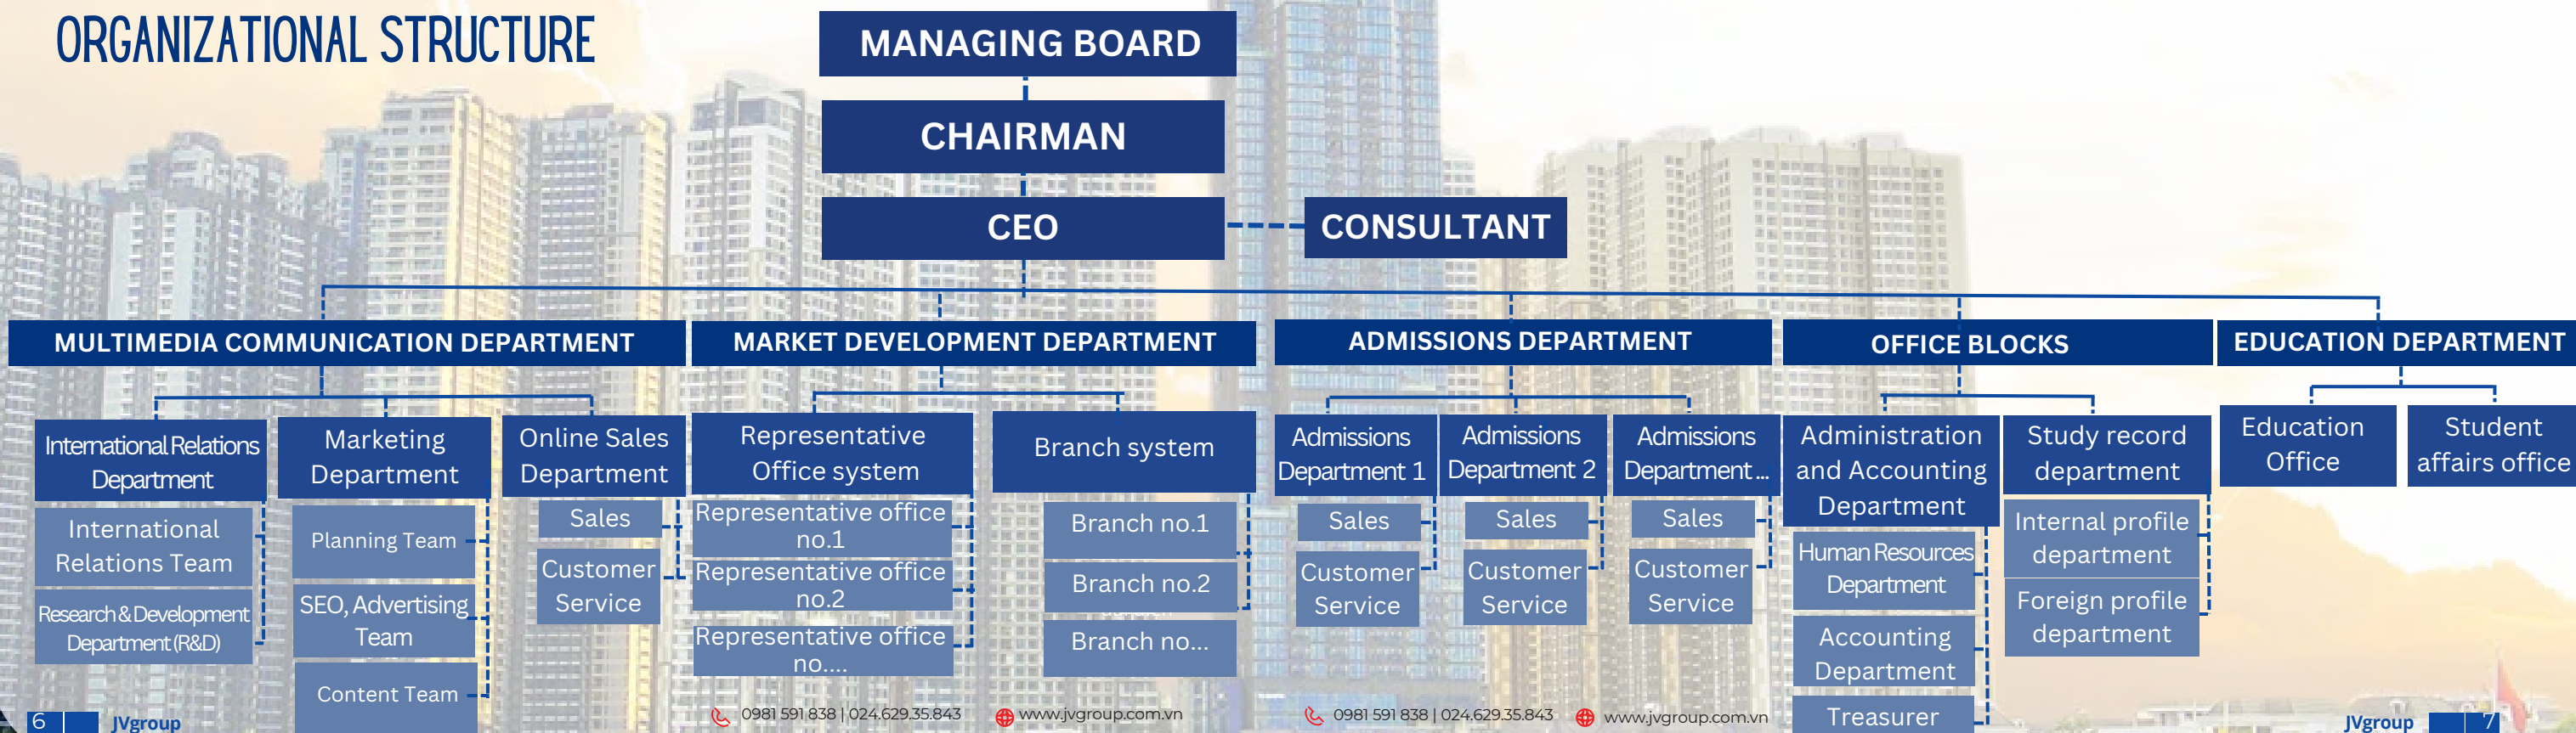 ORGANIZATIONAL STRUCTURE
MANAGING BOARD
CHAIRMAN
CEO
CONSULTANT
MULTIMEDIA COMMUNICATION DEPARTMENT
MARKET DEVELOPMENT DEPARTMENT
ADMISSIONS DEPARTMENT
OFFICE BLOCKS
EDUCATION DEPARTMENT
International Relations
Department
International
Relations Team
Research & Development
Department (R&D)
Marketing
Department
Planning Team
SEO, Advertising
Team
Content Team
Online Sales
Department
Sales
Customer
Service
Representative
Office system
Representative office
no.1
Representative office
no.2
Representative office
no....
Branch system
Branch no.1
Branch no.2
Branch no...
Admissions
Department 1
Sales
Customer
Service
Admissions
Department 2
Sales
Customer
Service
Admissions
Department ...
Sales
Customer
Service
Administration
and Accounting
Department
Human Resources
Department
Accounting
Department
Treasurer
Study record
department
Internal profile
department
Foreign profile
department
Education
Office
Student
affairs office
6
JVgroup
0981 591 838 | 024.629.35.843
www.jvgroup.com.vn
0981 591 838 | 024.629.35.843
www.jvgroup.com.vn
JVgroup
7